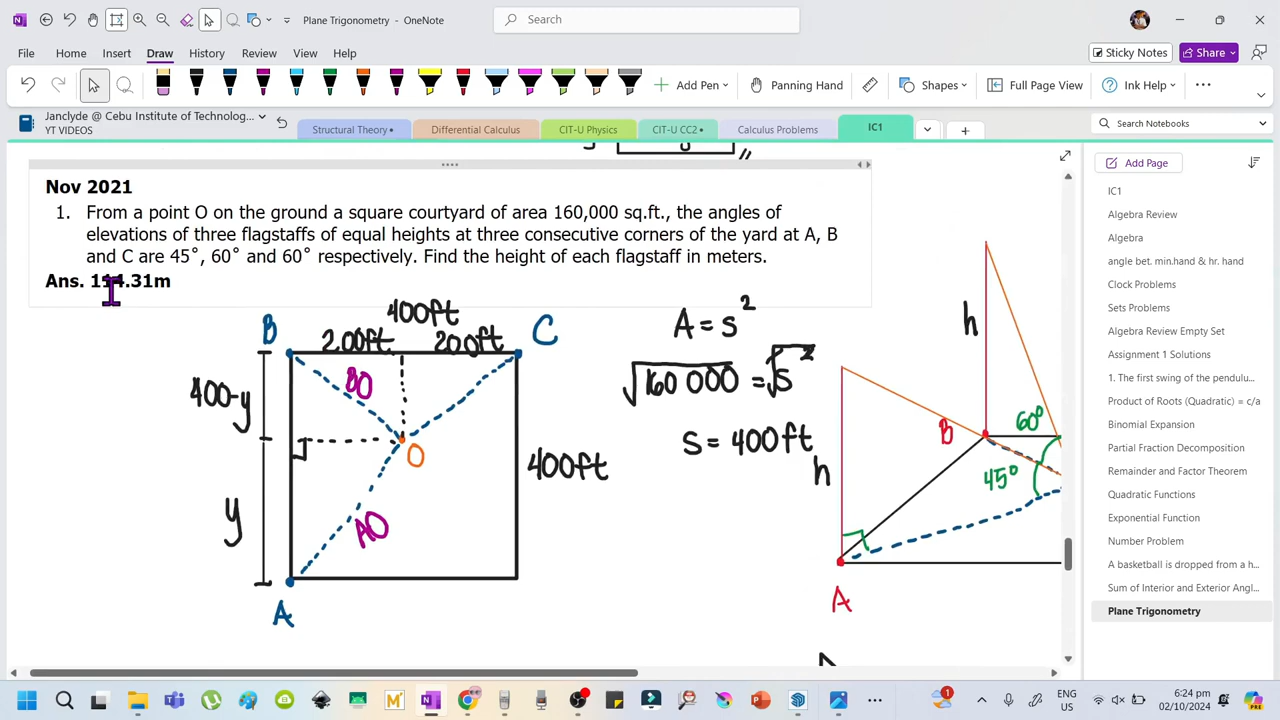 Plane Trigonometry - OneNote
Search
File Home Insert Draw History Review View Help
Sticky Notes
Share
Add Pen
Panning Hand
Shapes
Full Page View
Ink Help
Janclyde @ Cebu Institute of Technolog...
YT VIDEOS
Structural Theory
Differential Calculus
CIT-U Physics
CIT-U CC2
Calculus Problems
IC1
Search Notebooks
Add Page
Nov 2021
1. From a point O on the ground a square courtyard of area 160,000 sq.ft., the angles of
elevations of three flagstaffs of equal heights at three consecutive corners of the yard at A, B
and C are 45˚, 60˚ and 60˚ respectively. Find the height of each flagstaff in meters.
Ans. 114.31m
400ft
B
200ft
200ft
C
400-y
BO
O
400ft
y
AO
A
A = s²
√160 000 = √s²
s = 400ft
h
h
B
60°
45°
A
IC1
Algebra Review
Algebra
angle bet. min.hand & hr. hand
Clock Problems
Sets Problems
Algebra Review Empty Set
Assignment 1 Solutions
1. The first swing of the pendulu...
Product of Roots (Quadratic) = c/a
Binomial Expansion
Partial Fraction Decomposition
Remainder and Factor Theorem
Quadratic Functions
Exponential Function
Number Problem
A basketball is dropped from a h...
Sum of Interior and Exterior Angl...
Plane Trigonometry
ENG
US
6:24 pm
02/10/2024